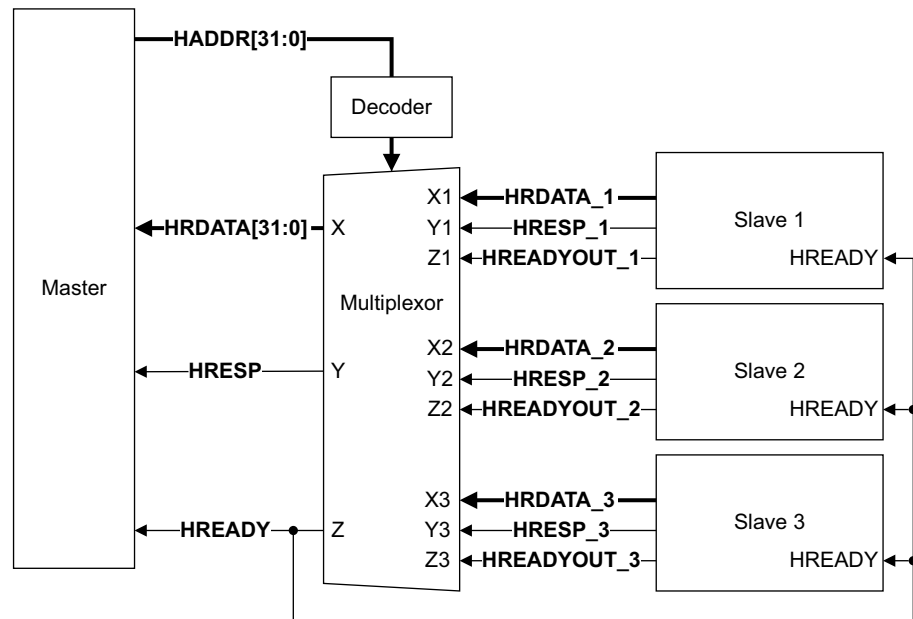 HADDR[31:0]
Decoder
Master
HRDATA[31:0]
HRESP
HREADY
X
Y
Z
Multiplexor
X1
Y1
Z1
X2
Y2
Z2
X3
Y3
Z3
HRDATA_1
HRESP_1
HREADYOUT_1
HRDATA_2
HRESP_2
HREADYOUT_2
HRDATA_3
HRESP_3
HREADYOUT_3
Slave 1
HREADY
Slave 2
HREADY
Slave 3
HREADY